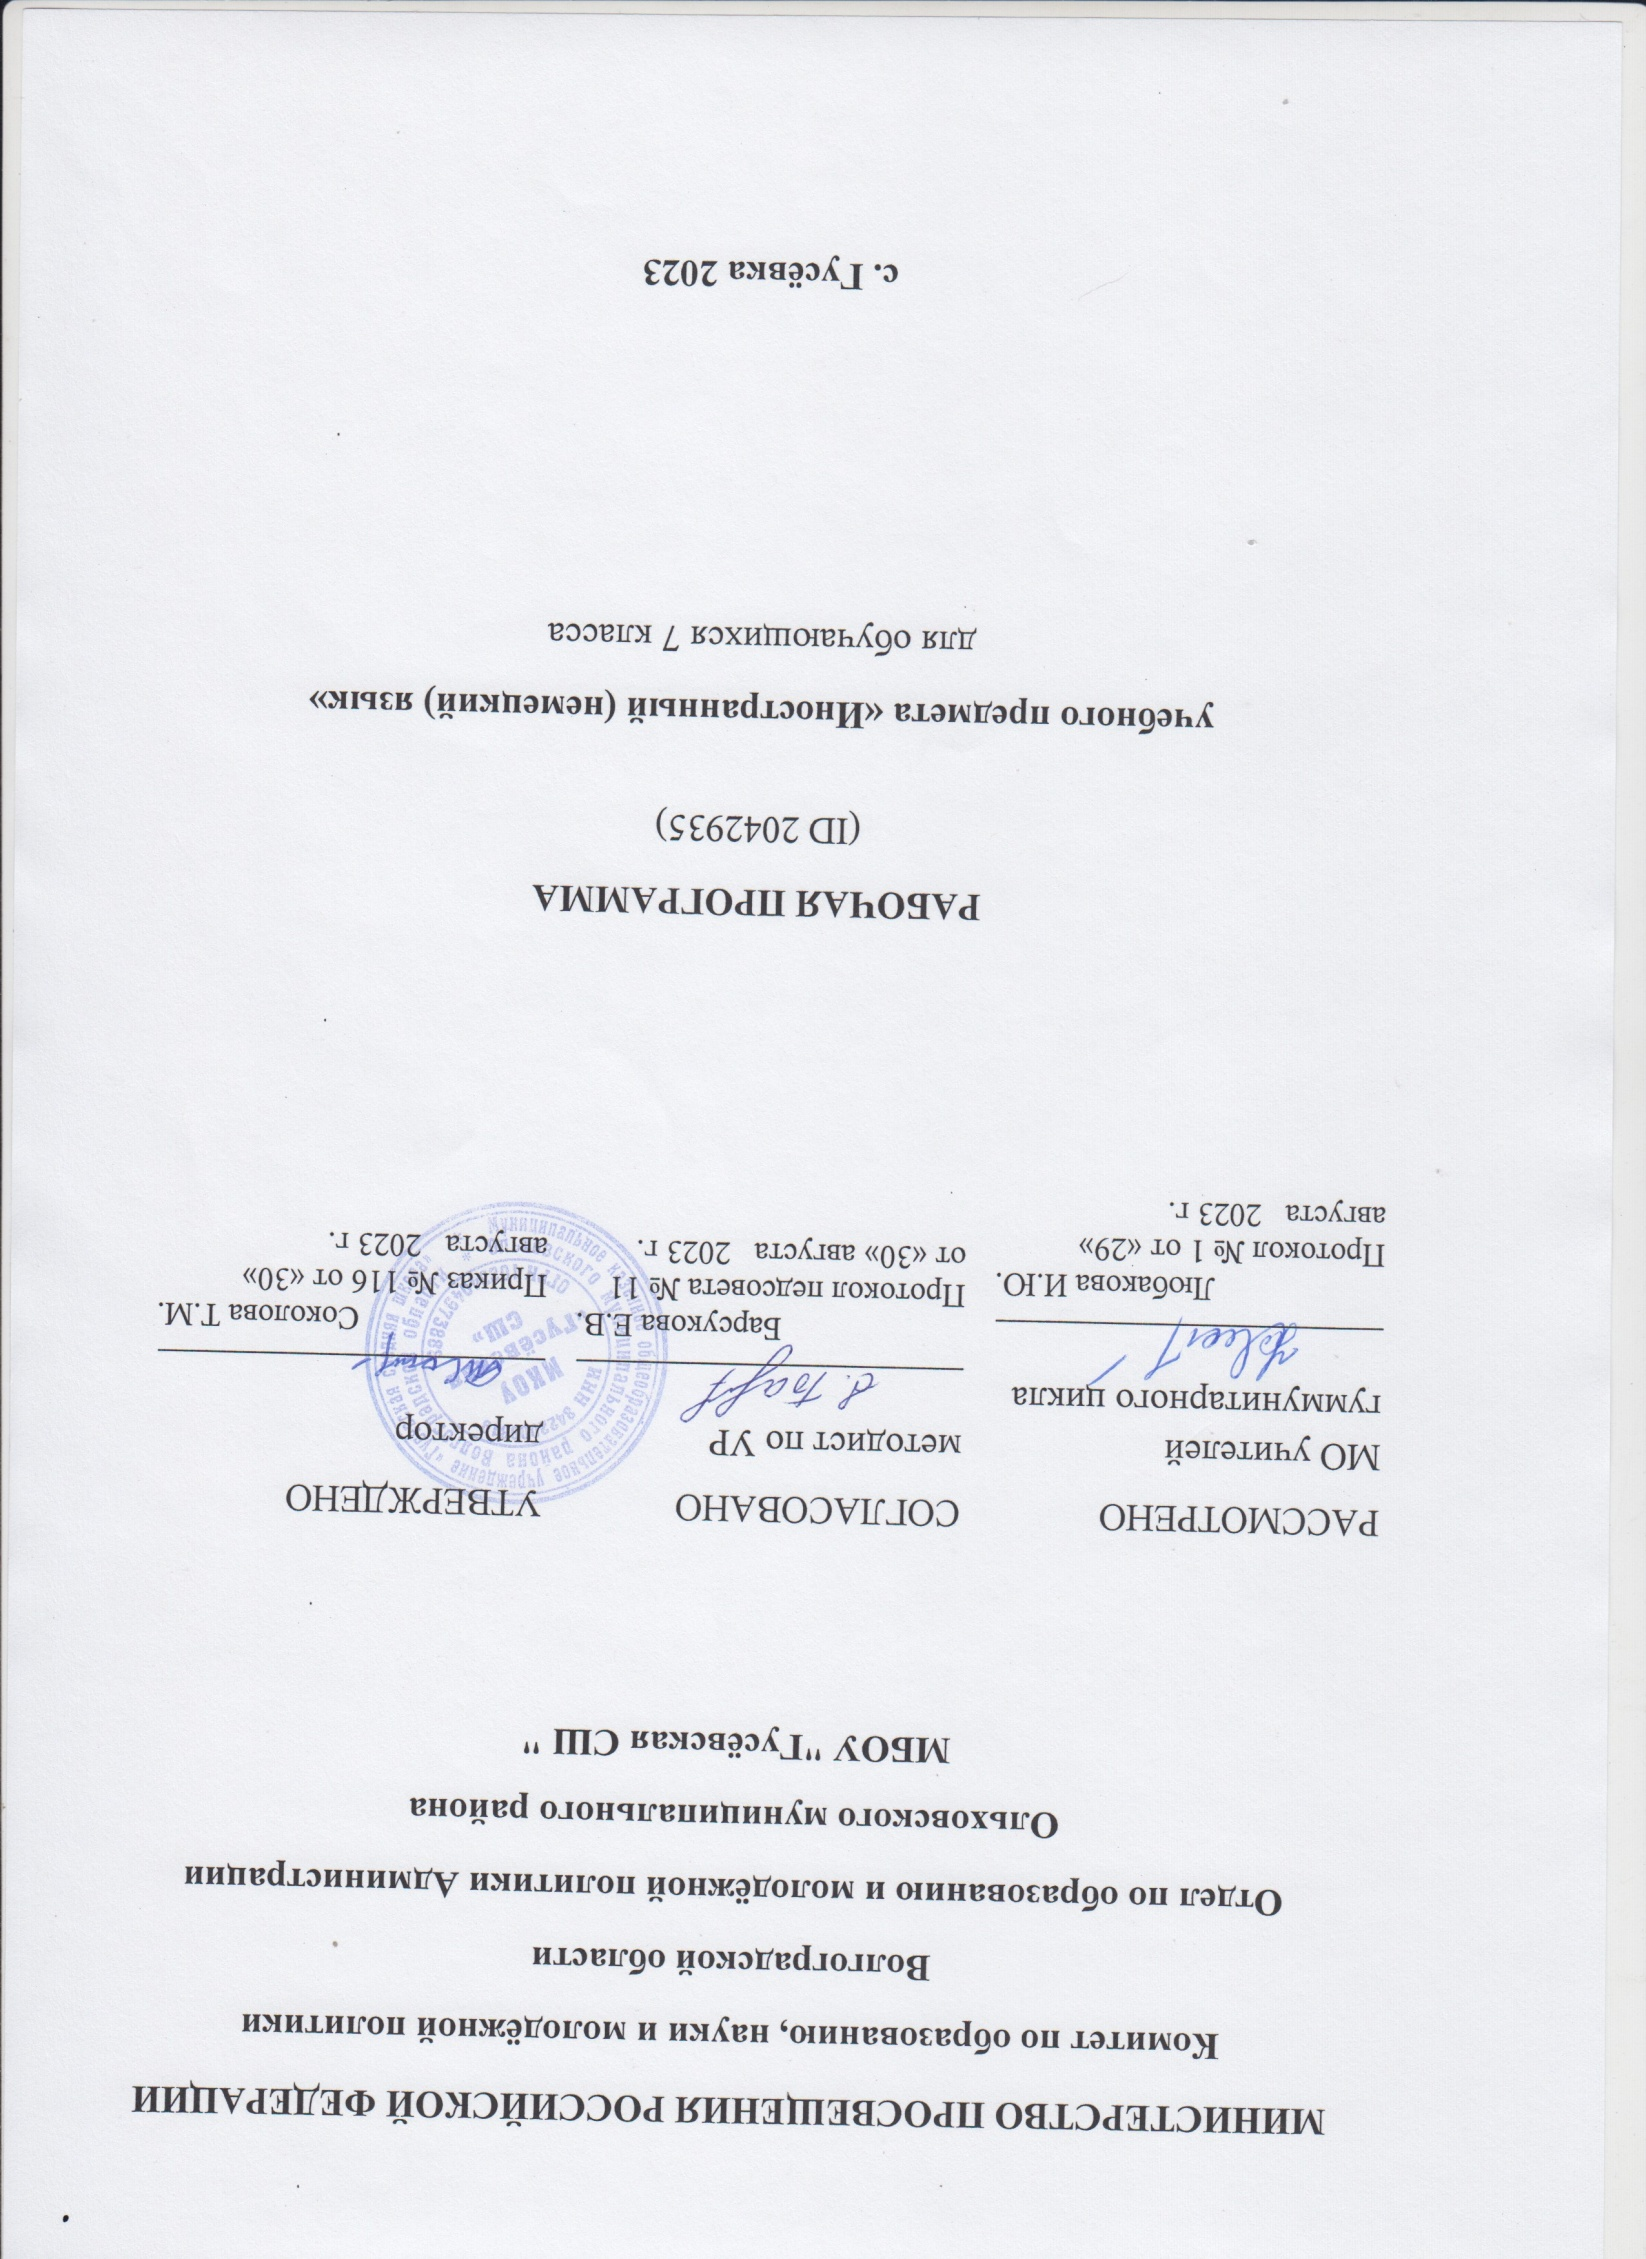 МИНИСТЕРСТВО ПРОСВЕЩЕНИЯ РОССИЙСКОЙ ФЕДЕРАЦИИ
Комитет по образованию, науки и молодёжной политики
Волгоградской области
Отдел по образованию и молодёжной политики Администрации
Ольховского муниципального района
МБОУ "Гусёвская СШ "
РАССМОТРЕНО
МО учителей
гуммунитарного цикла
Любакова И.Ю.
Протокол № 1 от «29»
августа 2023 г.
СОГЛАСОВАНО
методист по УР
Барсукова Е.В.
Протокол педсовета № 11
от «30» августа 2023 г.
УТВЕРЖДЕНО
директор
Соколова Т.М.
Приказ № 116 от «30»
августа 2023 г.
МКОУ
СШ»
РАБОЧАЯ ПРОГРАММА
(ID 2042935)
учебного предмета «Иностранный (немецкий) язык»
для обучающихся 7 класса
с. Гусёвка 2023